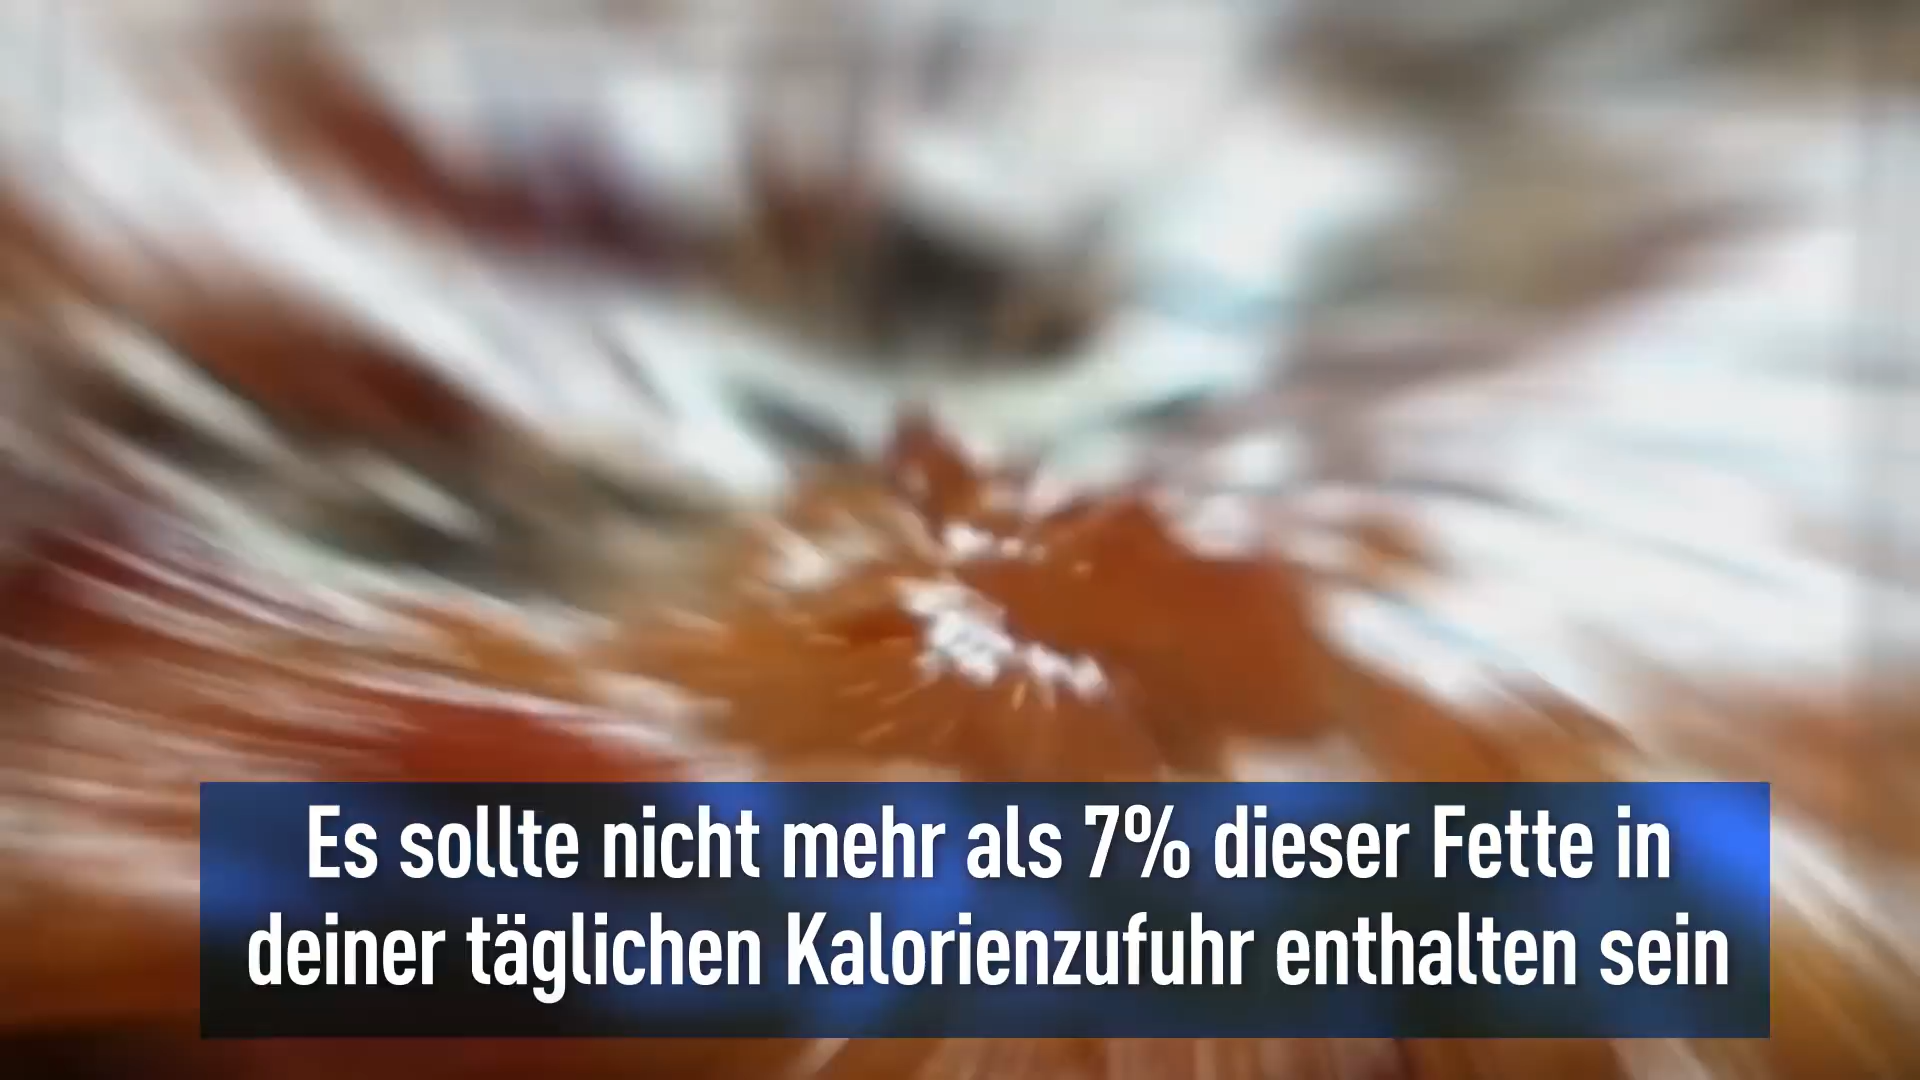 Es sollte nicht mehr als 7% dieser Fette in
deiner täglichen Kalorienzufuhr enthalten sein